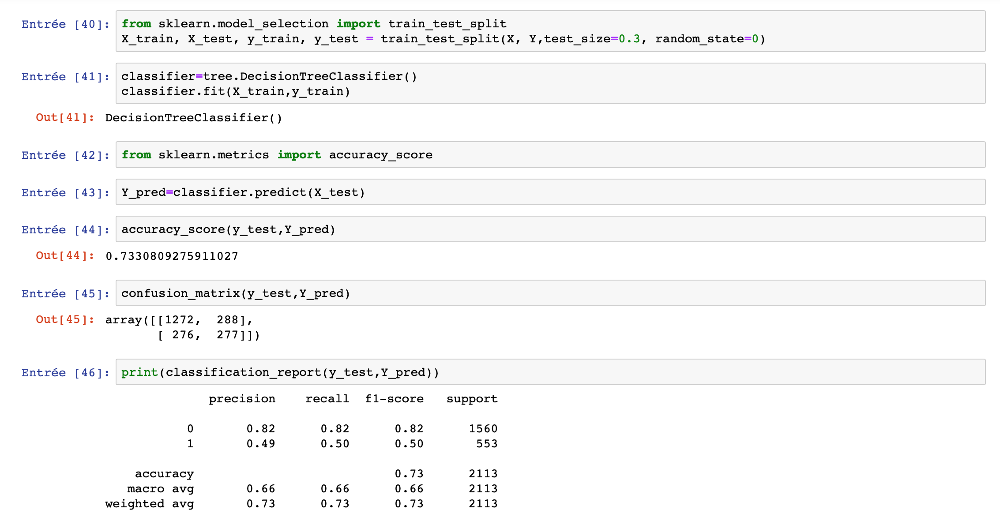 Entrée [40]: from sklearn.model_selection import train_test_split
X_train, X_test, y_train, y_test = train_test_split(X, Y,test_size=0.3, random_state=0)
Entrée [41]: classifier=tree.DecisionTreeClassifier()
classifier.fit(X_train,y_train)
Out[41]: DecisionTreeClassifier()
Entrée [42]: from sklearn.metrics import accuracy_score
Entrée [43]: Y_pred=classifier.predict(X_test)
Entrée [44]: accuracy_score(y_test,Y_pred)
Out[44]: 0.7330809275911027
Entrée [45]: confusion_matrix(y_test,Y_pred)
Out[45]: array([[1272,  288],
[ 276,  277]])
Entrée [46]: print(classification_report(y_test,Y_pred))
precision recall f1-score support
0 0.82 0.82 0.82 1560
1 0.49 0.50 0.50 553
accuracy 0.73 2113
macro avg 0.66 0.66 0.66 2113
weighted avg 0.73 0.73 0.73 2113